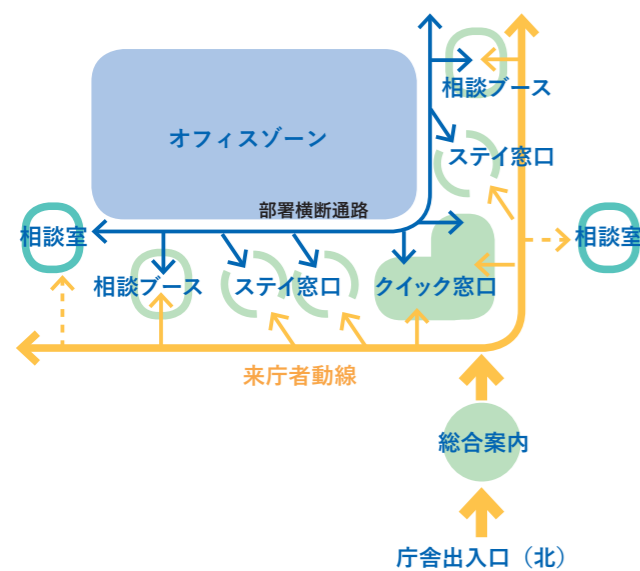 相談ブース
オフィスゾーン
ステイ窓口
部署横断通路
相談室
相談室
相談ブース
ステイ窓口
クイック窓口
来庁者動線
総合案内
庁舎出入口（北）